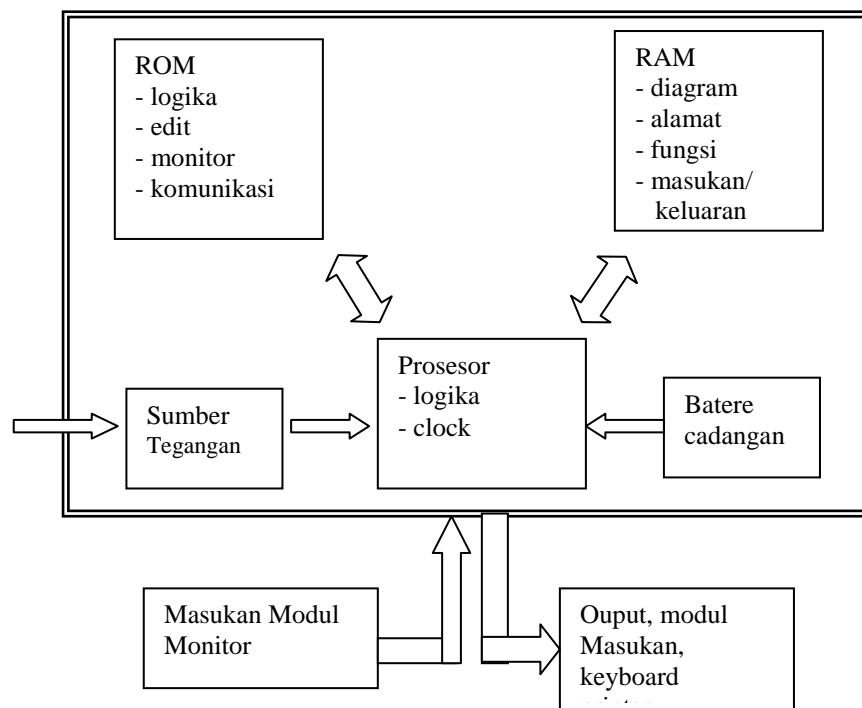 ROM
- logika
- edit
- monitor
- komunikasi
RAM
- diagram
- alamat
- fungsi
- masukan/
keluaran
Prosesor
- logika
- clock
Sumber
Tegangan
Batere
cadangan
Masukan Modul
Monitor
Ouput, modul
Masukan,
keyboard